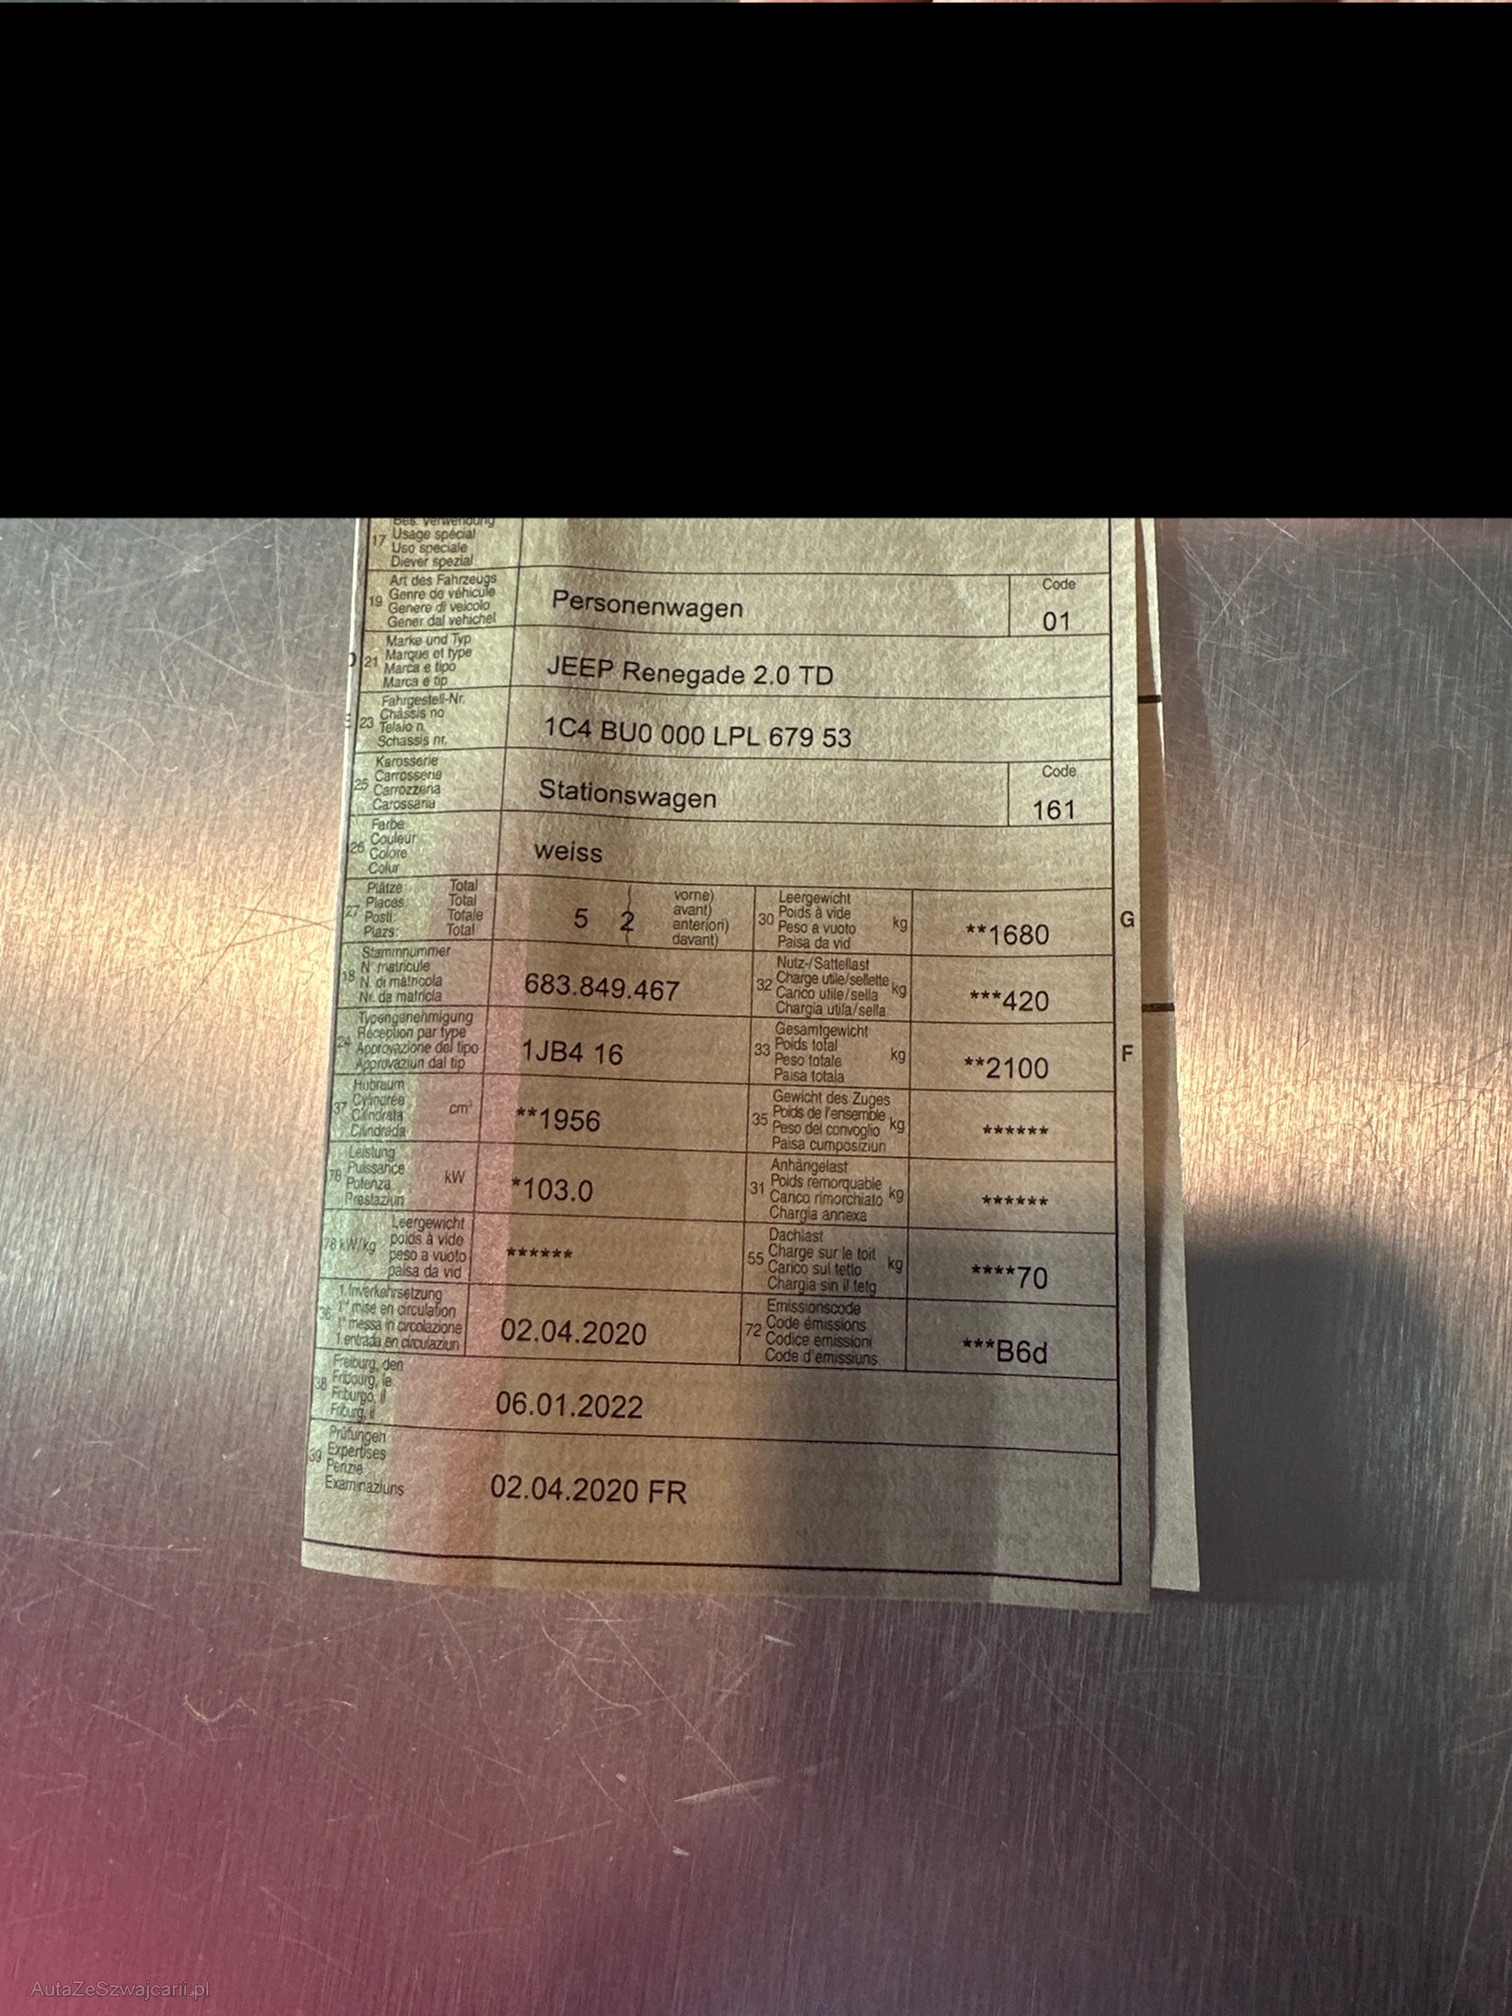 Bes. Verwendung
17 Usage spécial
Uso speciale
Diever spezial
19 Art des Fahrzeugs
Genre de véhicule
Genere di veicolo
Gener dal vehichel
Personenwagen
Code
01
21 Marke und Typ
Marque et type
Marca e tipo
Marca e tip
JEEP Renegade 2.0 TD
23 Fahrgestell-Nr.
Châssis no
Telaio n.
Schassis nr.
1C4 BU0 000 LPL 679 53
25 Karosserie
Carrosserie
Carrozzeria
Carossaria
Stationswagen
Code
161
26 Farbe
Couleur
Colore
Colur
weiss
27 Plätze Total
Places Total
Posti Totale
Plazs: Total
5 2
vorne)
avant)
anteriori)
davant)
30 Leergewicht
Poids à vide
Peso a vuoto
Paisa da vid
kg
**1680
G
18 Stammnummer
N° matricule
N. di matricola
Nr. da matricla
683.849.467
32 Nutz-/Sattellast
Charge utile/sellette
Carico utile/sella
Chargia utila/sella
kg
***420
24 Typengenehmigung
Réception par type
Approvazione del tipo
Approvaziun dal tip
1JB4 16
33 Gesamtgewicht
Poids total
Peso totale
Paisa totala
kg
**2100
F
37 Hubraum
Cylindrée
Cilindrata
Cilindrada
cm³
**1956
35 Gewicht des Zuges
Poids de l'ensemble
Peso del convoglio
Paisa cumposiziun
kg
******
76 Leistung
Puissance
Potenza
Prestaziun
kW
*103.0
31 Anhängelast
Poids remorquable
Carico rimorchiato
Chargia annexa
kg
******
78 kW/kg
Leergewicht
poids à vide
peso a vuoto
paisa da vid
******
55 Dachlast
Charge sur le toit
Carico sul tetto
Chargia sin il tetg
kg
****70
36 1. Inverkehrsetzung
1re mise en circulation
1a messa in circolazione
1. entrada en circulaziun
02.04.2020
72 Emissionscode
Code émissions
Codice emissioni
Code d'emissiuns
***B6d
38 Freiburg, den
Fribourg, le
Friburgo, il
Friburg, il
06.01.2022
39 Prüfungen
Expertises
Perizie
Examinaziuns
02.04.2020 FR
AutaZeSzwajcarii.pl